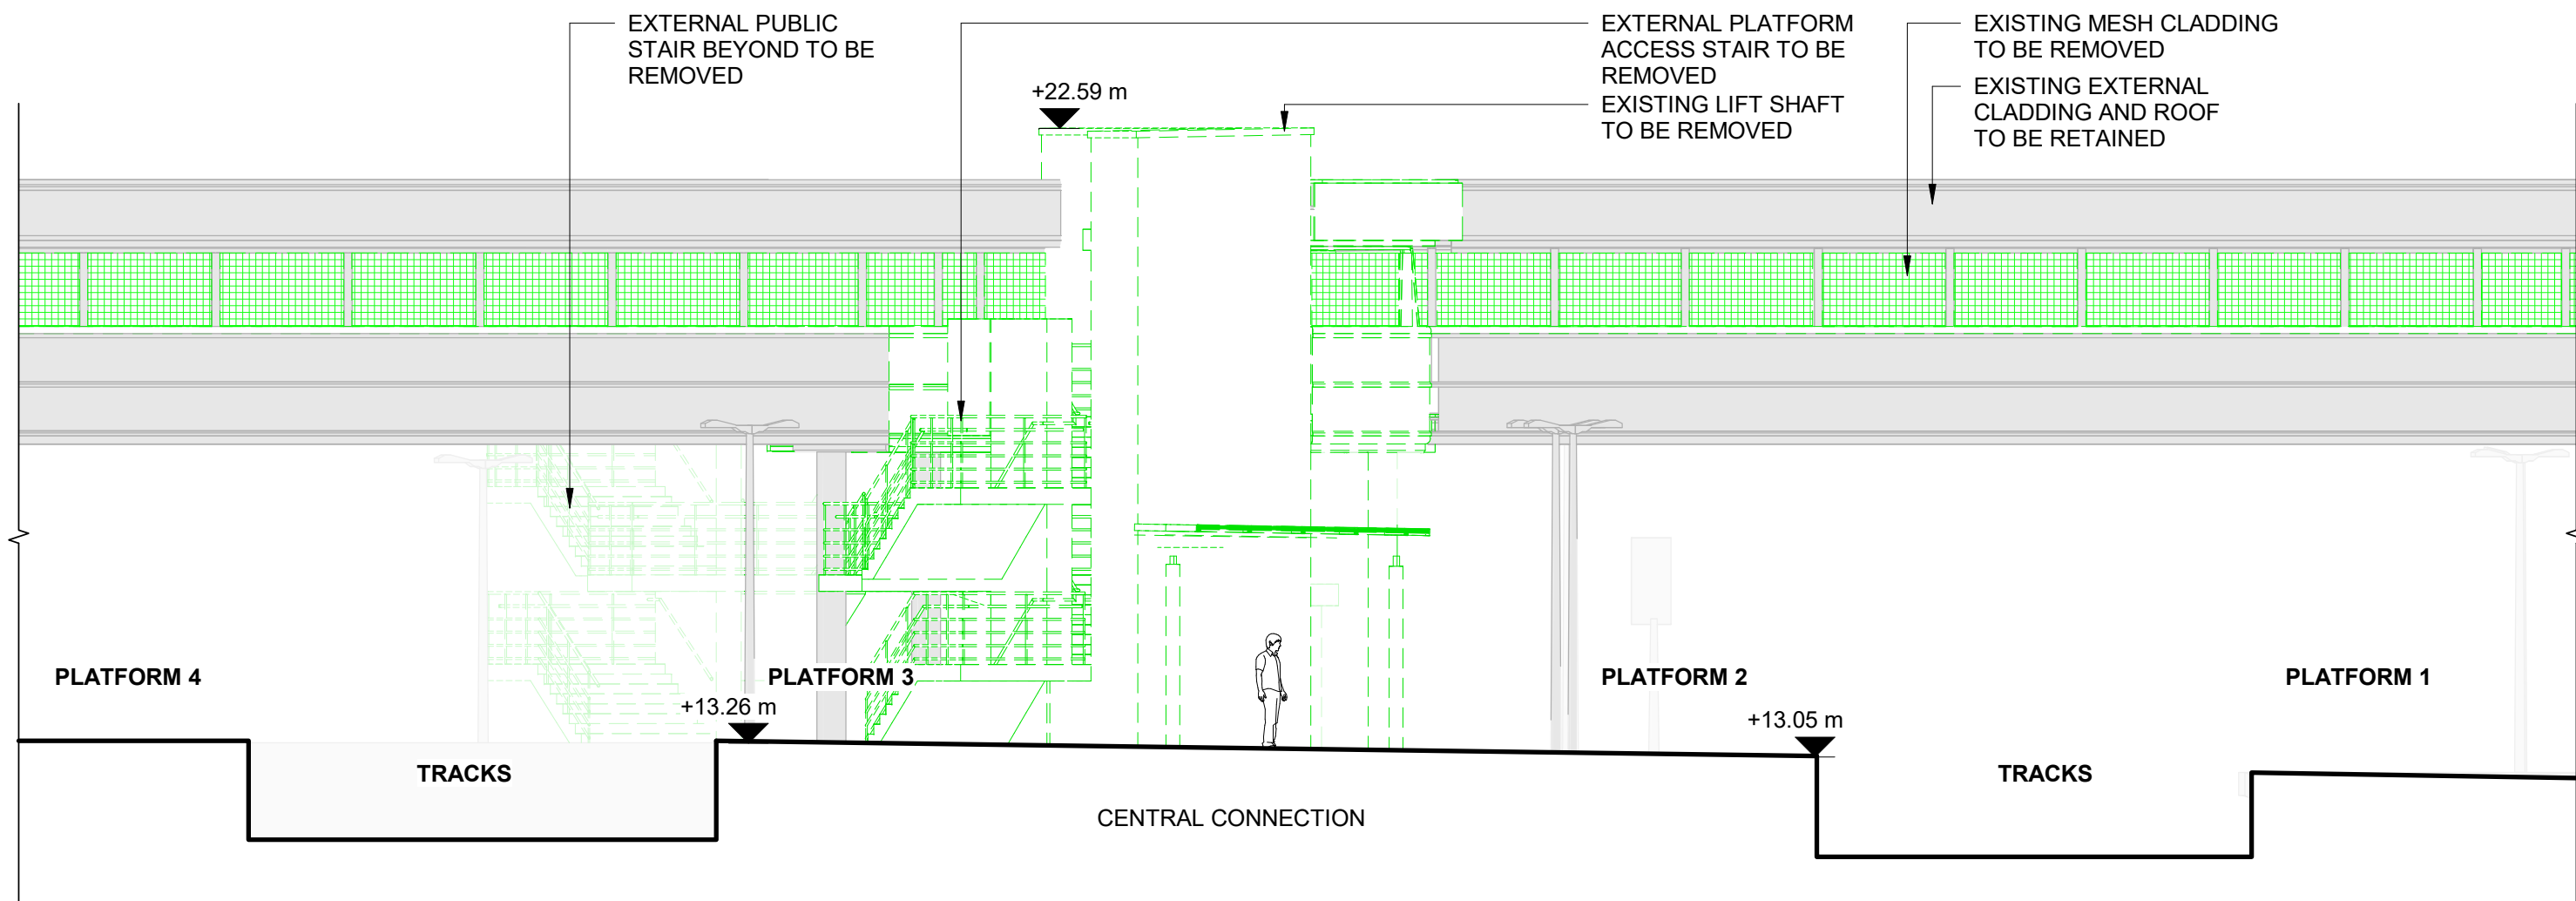 EXTERNAL PUBLIC
STAIR BEYOND TO BE
REMOVED
EXTERNAL PLATFORM
ACCESS STAIR TO BE
REMOVED
EXISTING LIFT SHAFT
TO BE REMOVED
EXISTING MESH CLADDING
TO BE REMOVED
EXISTING EXTERNAL
CLADDING AND ROOF
TO BE RETAINED
+22.59 m
PLATFORM 4
PLATFORM 3
PLATFORM 2
PLATFORM 1
+13.26 m
+13.05 m
TRACKS
TRACKS
CENTRAL CONNECTION